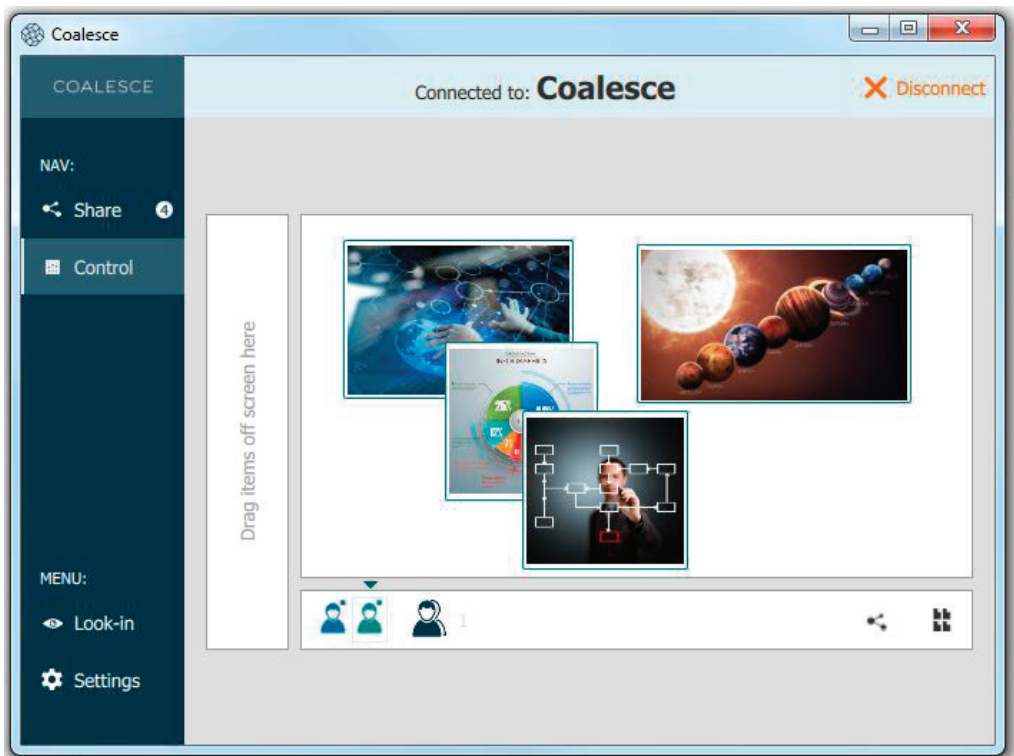 Coalesce
COALESCE
Connected to: Coalesce
Disconnect
NAV:
Share 4
Control
Drag items off screen here
MENU:
Look-in
Settings
1